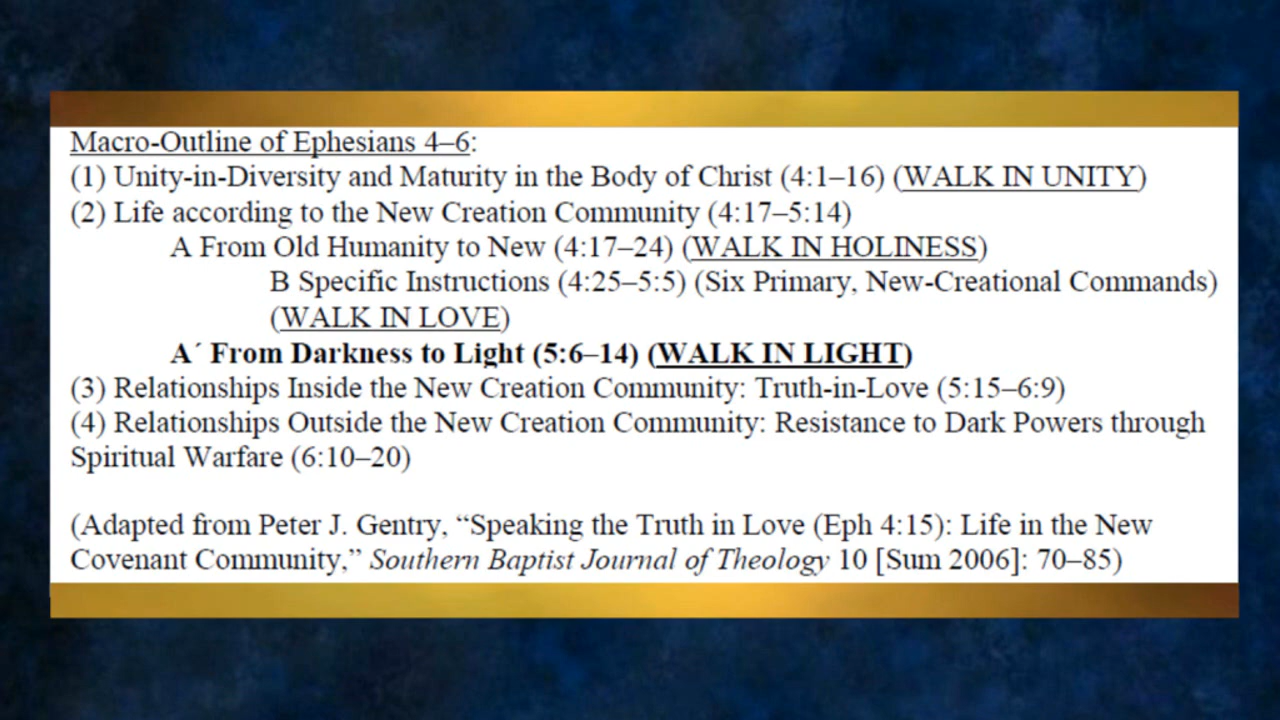 Macro-Outline of Ephesians 4–6:
(1) Unity-in-Diversity and Maturity in the Body of Christ (4:1–16) (WALK IN UNITY)
(2) Life according to the New Creation Community (4:17–5:14)
A From Old Humanity to New (4:17–24) (WALK IN HOLINESS)
B Specific Instructions (4:25–5:5) (Six Primary, New-Creational Commands)
(WALK IN LOVE)
A´ From Darkness to Light (5:6–14) (WALK IN LIGHT)
(3) Relationships Inside the New Creation Community: Truth-in-Love (5:15–6:9)
(4) Relationships Outside the New Creation Community: Resistance to Dark Powers through
Spiritual Warfare (6:10–20)
(Adapted from Peter J. Gentry, “Speaking the Truth in Love (Eph 4:15): Life in the New
Covenant Community,” Southern Baptist Journal of Theology 10 [Sum 2006]: 70–85)